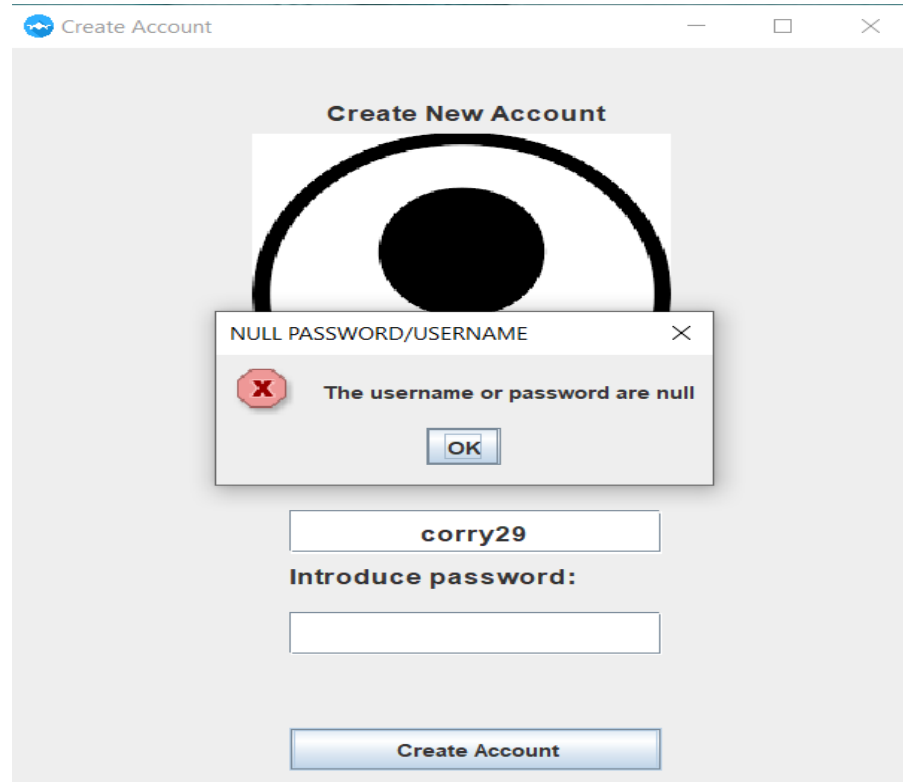 Create Account
Create New Account
NULL PASSWORD/USERNAME
The username or password are null
OK
corry29
Introduce password:
Create Account